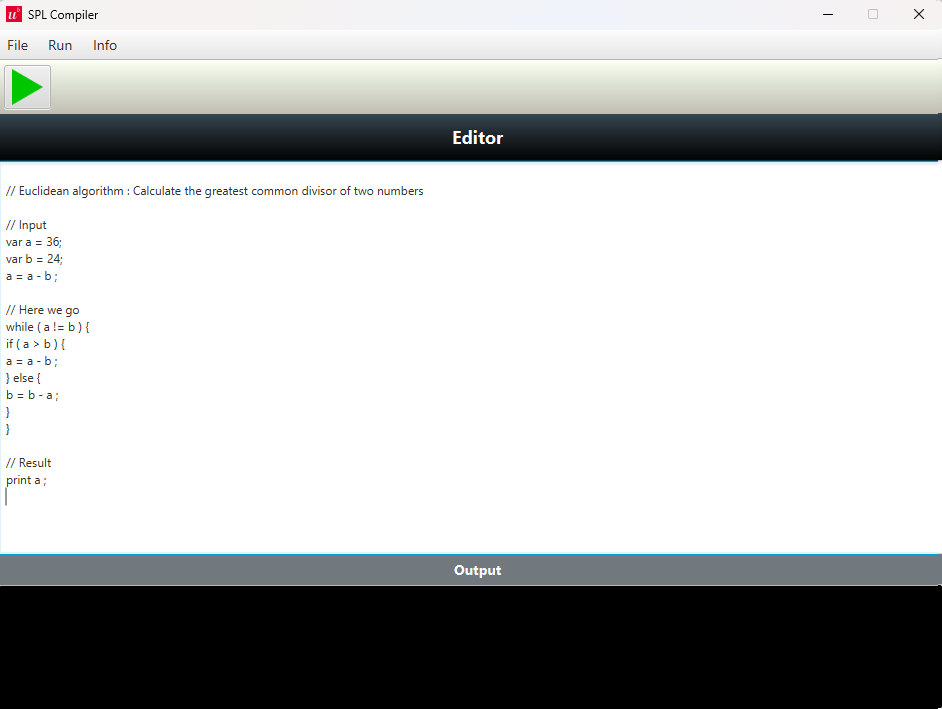 u^b SPL Compiler
File Run Info
Editor
// Euclidean algorithm : Calculate the greatest common divisor of two numbers
// Input
var a = 36;
var b = 24;
a = a - b ;
// Here we go
while ( a != b ) {
if ( a > b ) {
a = a - b ;
} else {
b = b - a ;
}
}
// Result
print a ;
Output